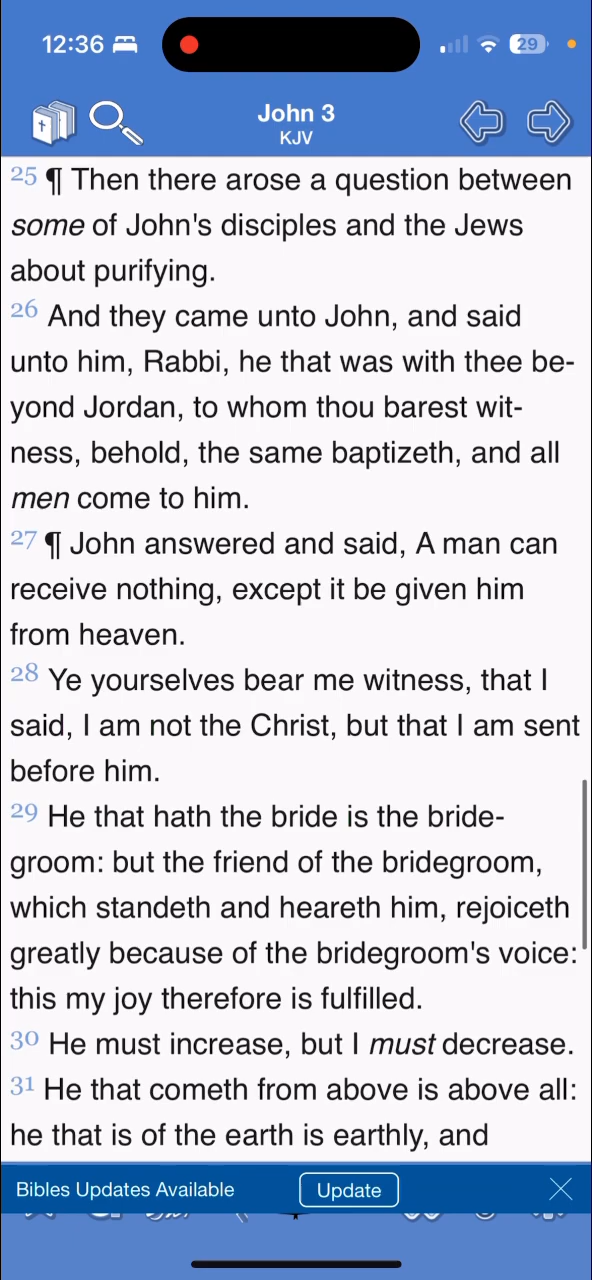 12:36
29
John 3
KJV
25 ¶ Then there arose a question between
some of John's disciples and the Jews
about purifying.
26 And they came unto John, and said
unto him, Rabbi, he that was with thee be-
yond Jordan, to whom thou barest wit-
ness, behold, the same baptizeth, and all
men come to him.
27 ¶ John answered and said, A man can
receive nothing, except it be given him
from heaven.
28 Ye yourselves bear me witness, that I
said, I am not the Christ, but that I am sent
before him.
29 He that hath the bride is the bride-
groom: but the friend of the bridegroom,
which standeth and heareth him, rejoiceth
greatly because of the bridegroom's voice:
this my joy therefore is fulfilled.
30 He must increase, but I must decrease.
31 He that cometh from above is above all:
he that is of the earth is earthly, and
Bibles Updates Available
Update